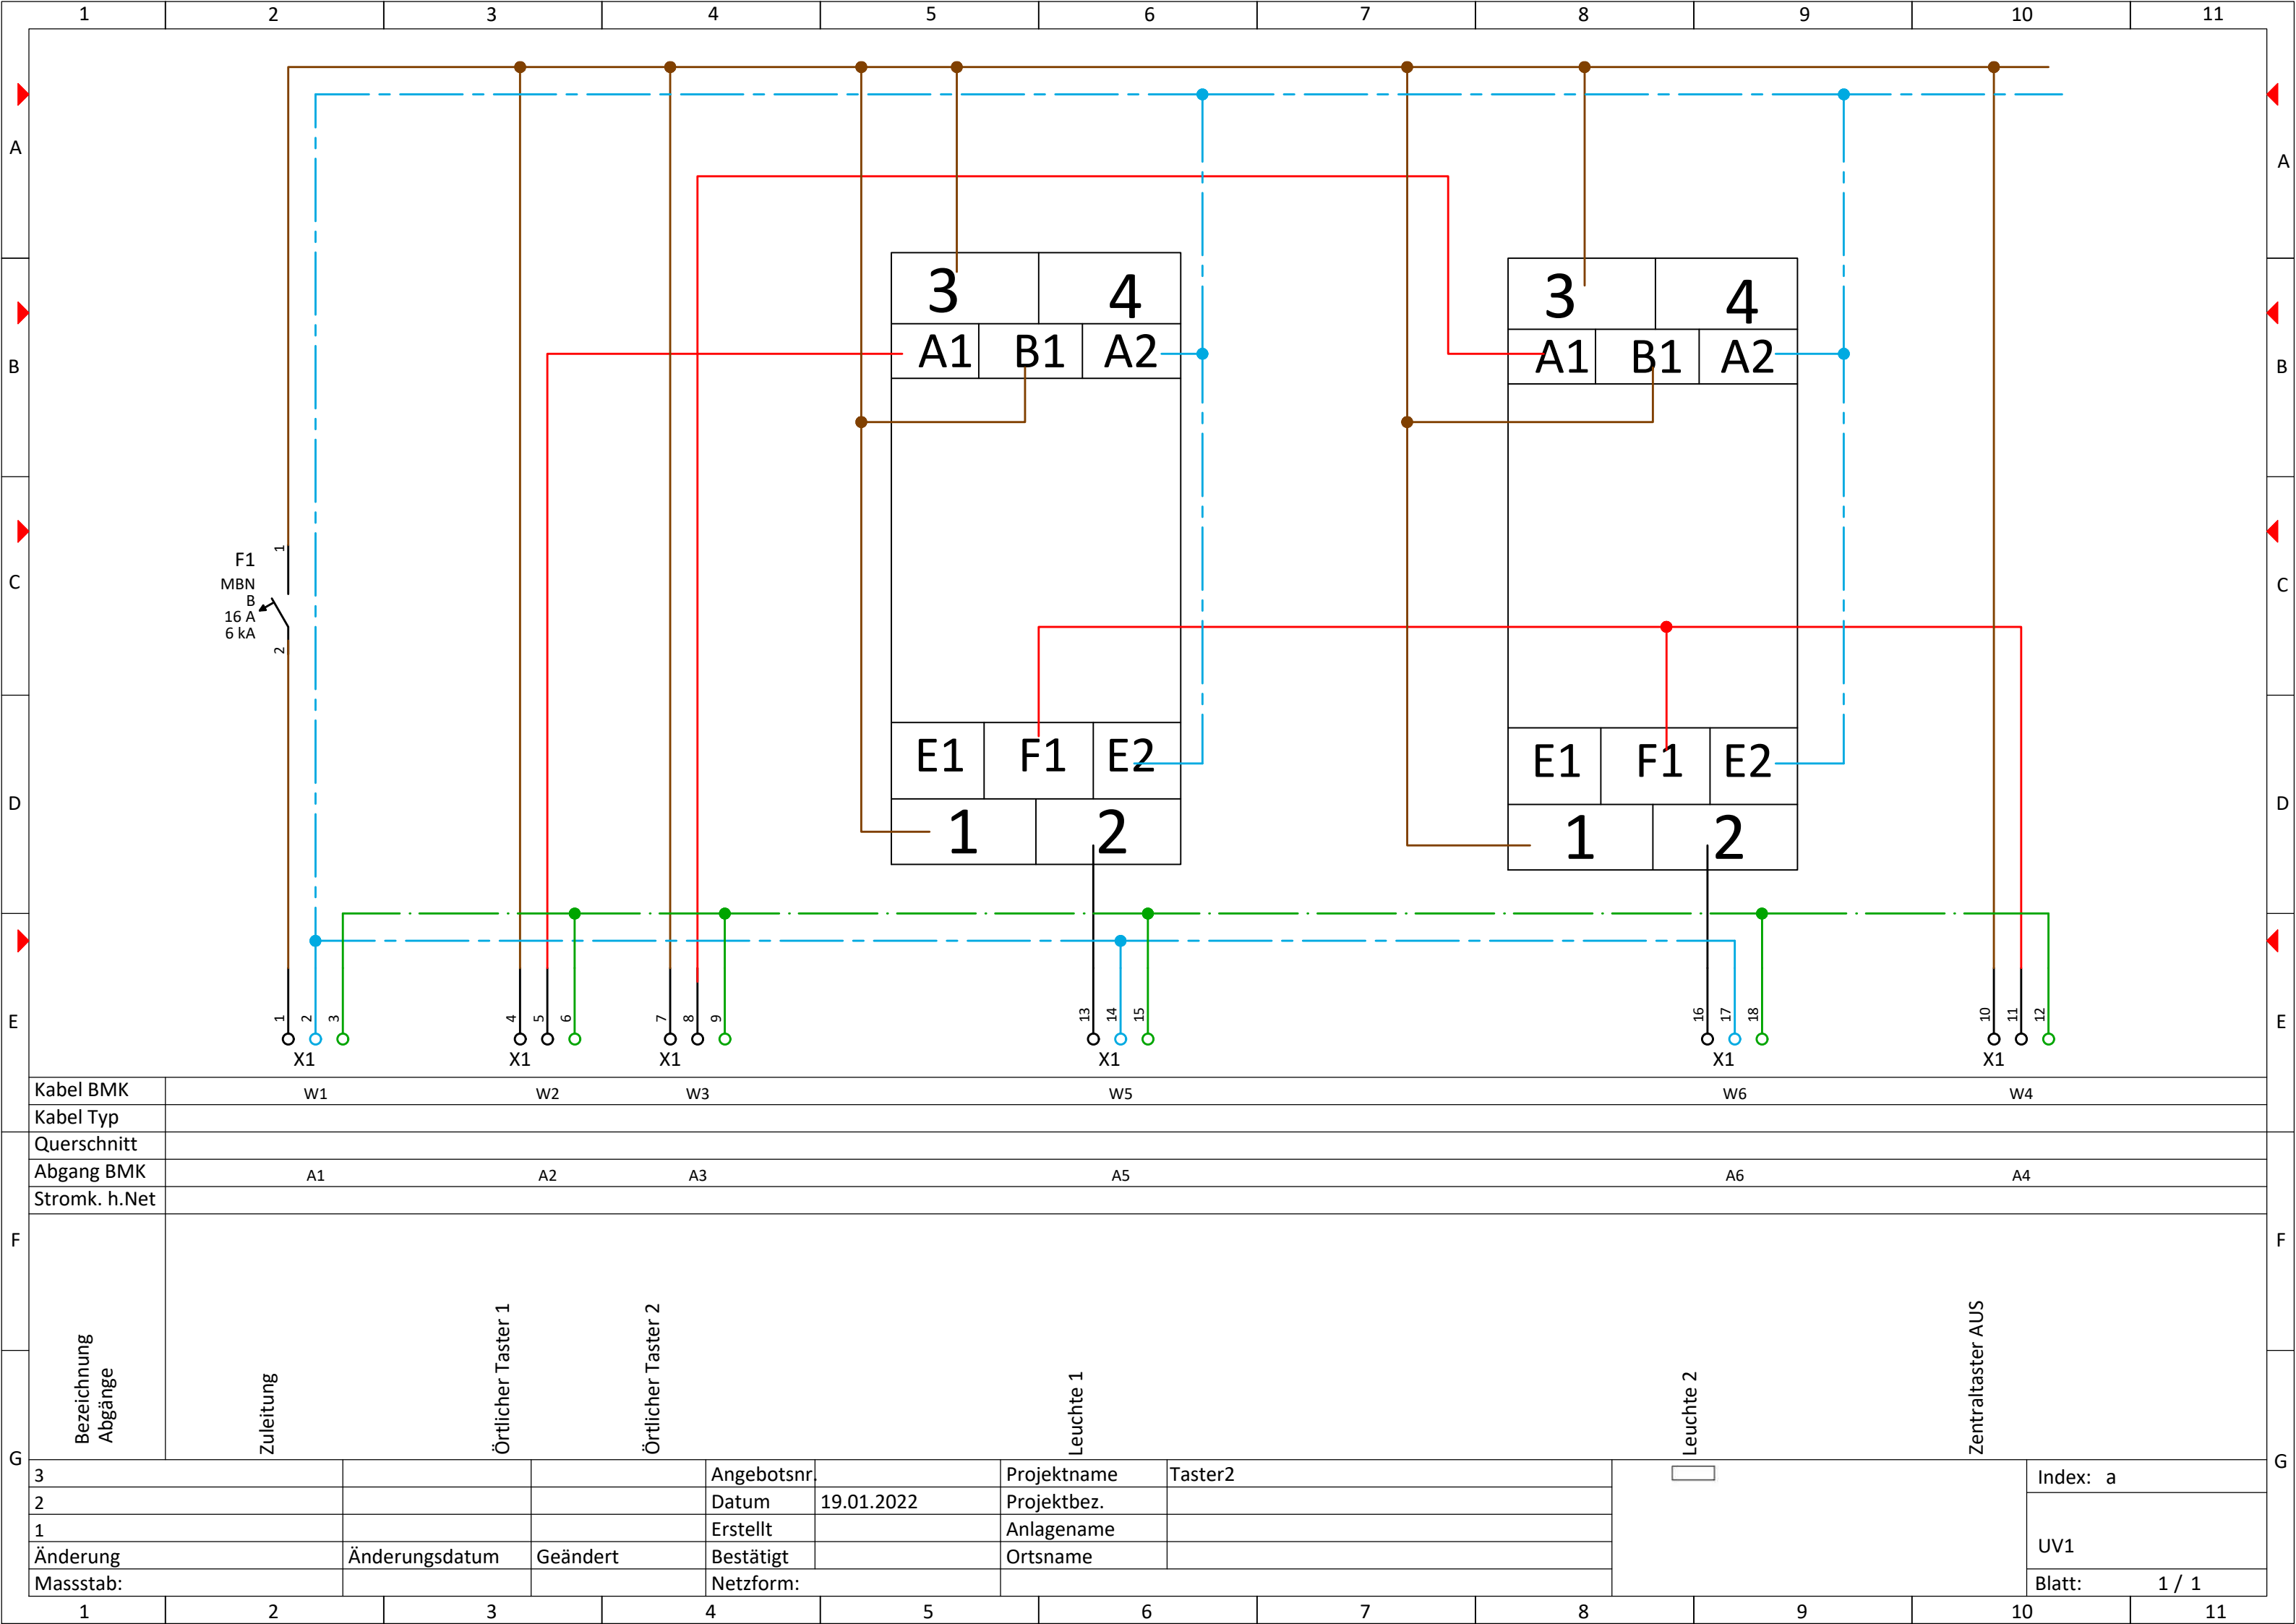 1 2 3 4 5 6 7 8 9 10 11
A A
3 4 3 4
B A1 B1 A2 A1 B1 A2 B
1
F1
MBN
C C
B
16 A
6 kA
2
E1 F1 E2 E1 F1 E2
D D
1 2 1 2
E 1 2 3 4 5 6 7 8 9 13 14 15 16 17 18 10 11 12 E
X1 X1 X1 X1 X1 X1
Kabel BMK W1 W2 W3 W5 W6 W4
Kabel Typ
Querschnitt
Abgang BMK A1 A2 A3 A5 A6 A4
Stromk. h.Net
F F
Bezeichnung
Abgänge
Zuleitung
Örtlicher Taster 1
Örtlicher Taster 2
Leuchte 1
Leuchte 2
Zentraltaster AUS
G G
3 Angebotsnr. Projektname Taster2 Index: a
2 Datum 19.01.2022 Projektbez.
1 Erstellt Anlagename
UV1
Änderung Änderungsdatum Geändert Bestätigt Ortsname
Massstab: Netzform: Blatt: 1 / 1
1 2 3 4 5 6 7 8 9 10 11